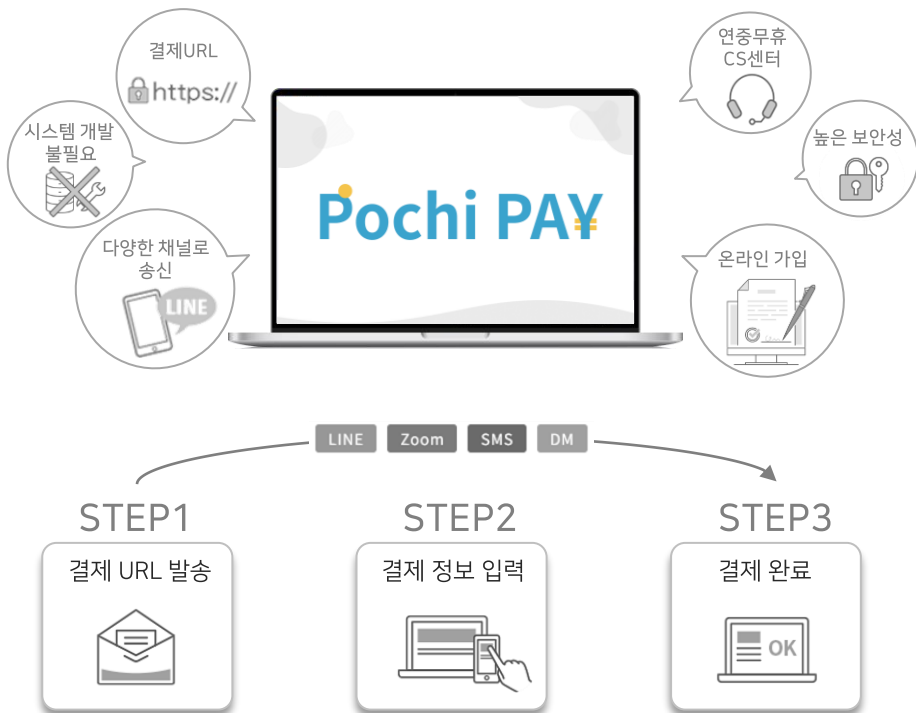 결제URL
https://
연중무휴
CS센터
시스템 개발
불필요
높은 보안성
Pochi PAY
다양한 채널로
송신
LINE
온라인 가입
LINE
Zoom
SMS
DM
STEP1
STEP2
STEP3
결제 URL 발송
결제 정보 입력
결제 완료
OK